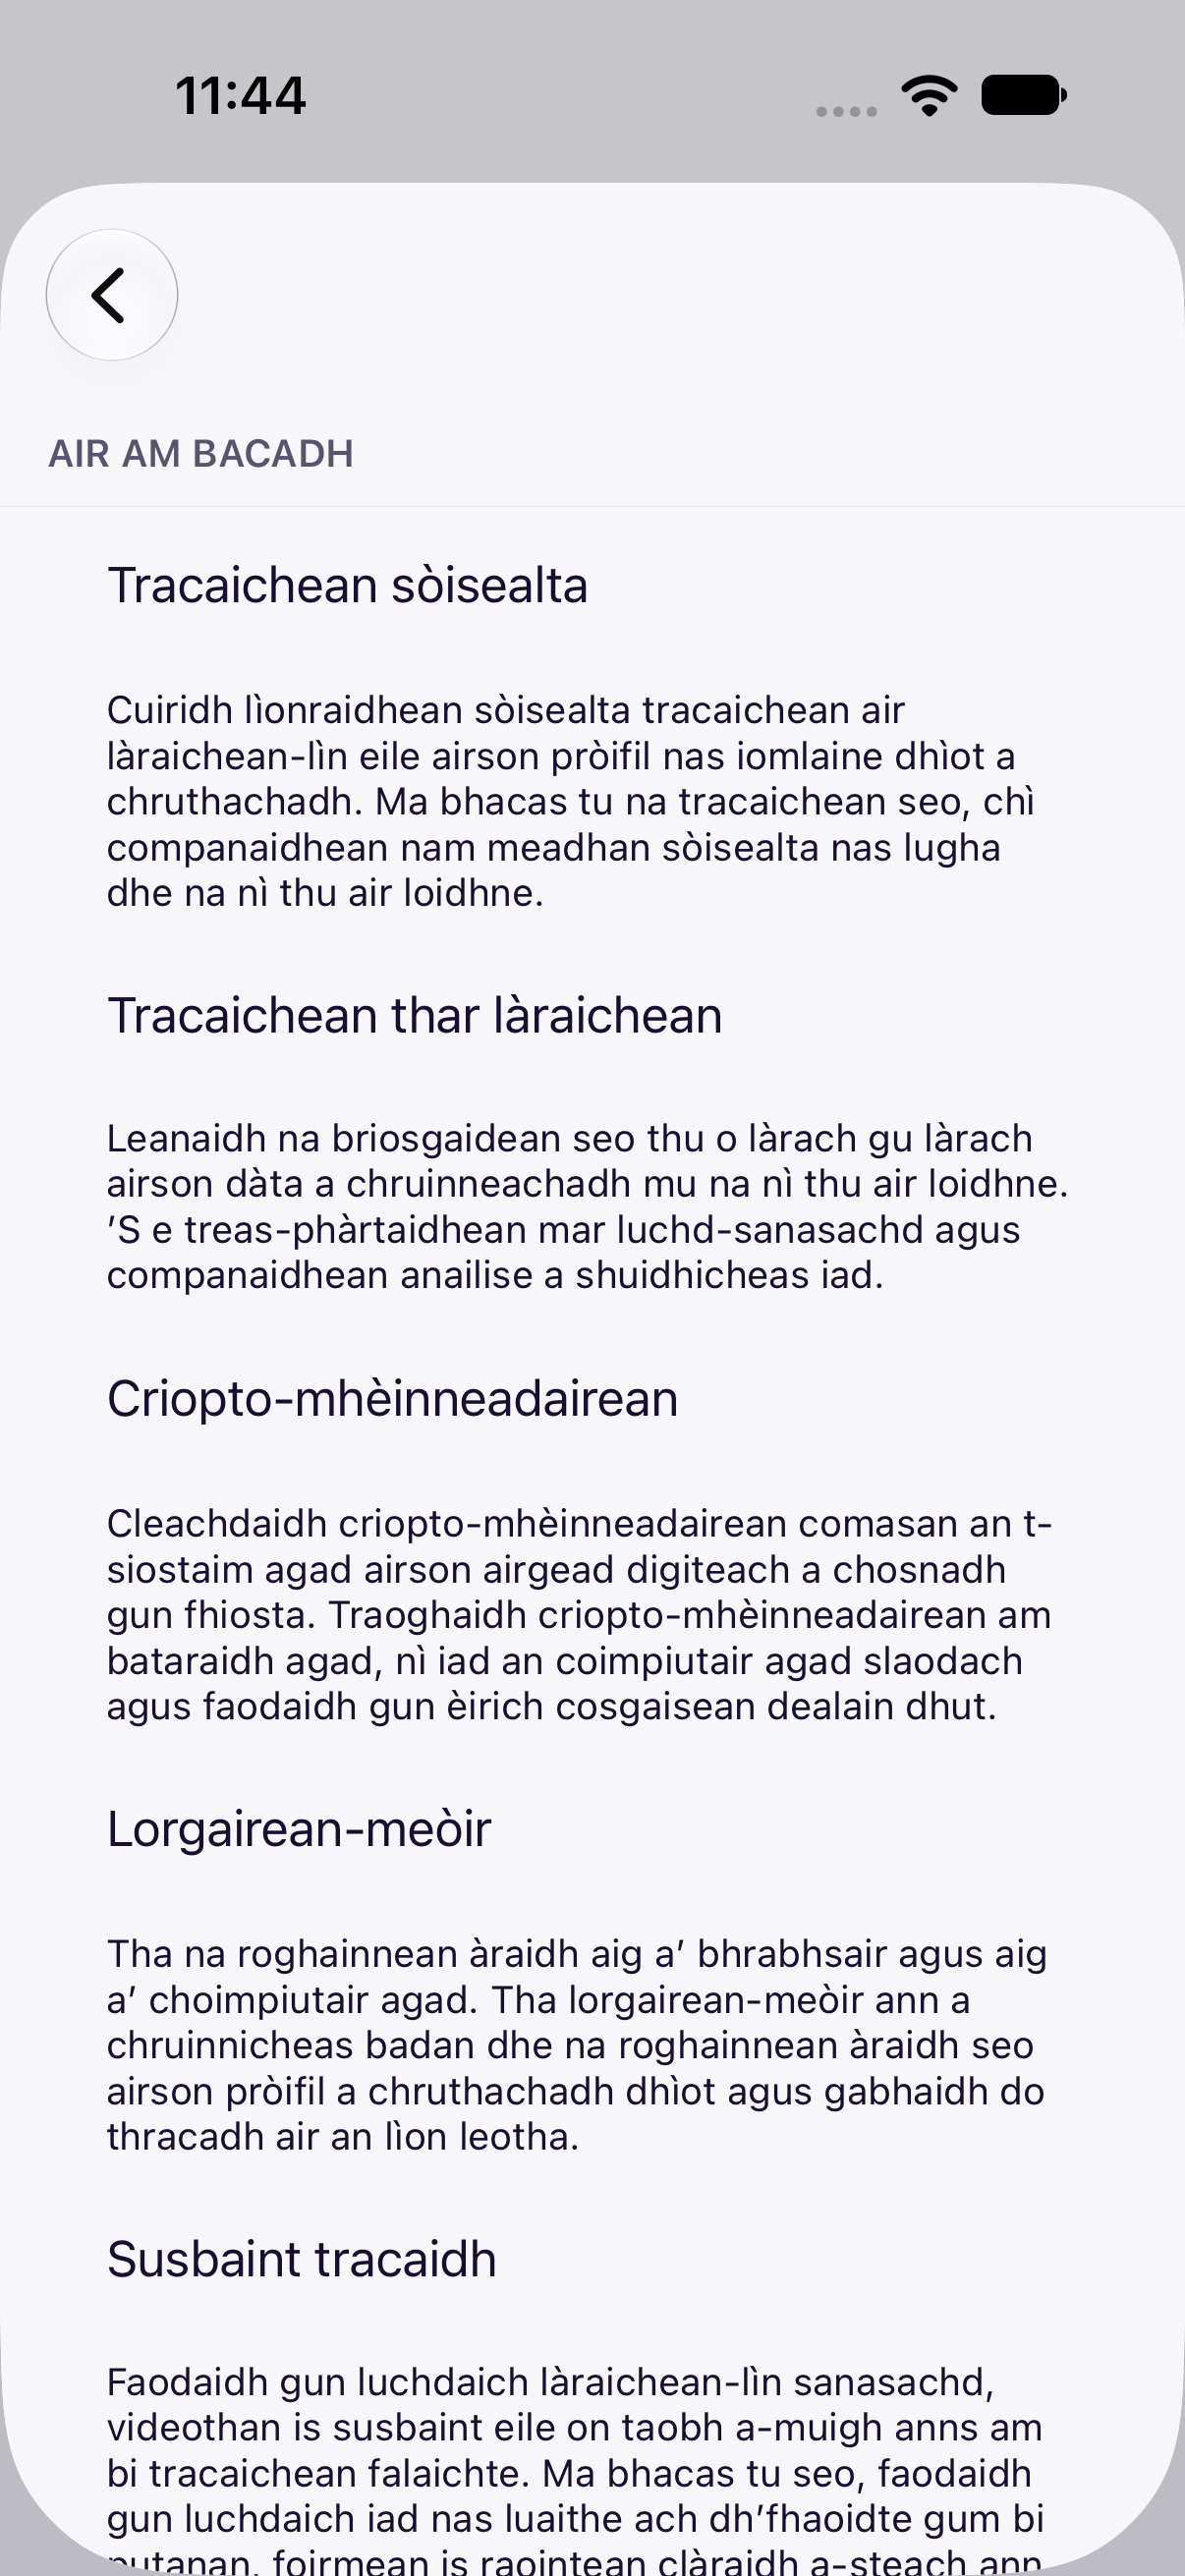 11:44
AIR AM BACADH
Tracaichean sòisealta
Cuiridh lìonraidhean sòisealta tracaichean air
làraichean-lìn eile airson pròifil nas iomlaine dhìot a
chruthachadh. Ma bhacas tu na tracaichean seo, chì
companaidhean nam meadhan sòisealta nas lugha
dhe na nì thu air loidhne.
Tracaichean thar làraichean
Leanaidh na briosgaidean seo thu o làrach gu làrach
airson dàta a chruinneachadh mu na nì thu air loidhne.
’S e treas-phàrtaidhean mar luchd-sanasachd agus
companaidhean anailise a shuidhicheas iad.
Criopto-mhèinneadairean
Cleachdaidh criopto-mhèinneadairean comasan an t-
siostaim agad airson airgead digiteach a chosnadh
gun fhiosta. Traoghaidh criopto-mhèinneadairean am
bataraidh agad, nì iad an coimpiutair agad slaodach
agus faodaidh gun èirich cosgaisean dealain dhut.
Lorgairean-meòir
Tha na roghainnean àraidh aig a’ bhrabhsair agus aig
a’ choimpiutair agad. Tha lorgairean-meòir ann a
chruinnicheas badan dhe na roghainnean àraidh seo
airson pròifil a chruthachadh dhìot agus gabhaidh do
thracadh air an lìon leotha.
Susbaint tracaidh
Faodaidh gun luchdaich làraichean-lìn sanasachd,
videothan is susbaint eile on taobh a-muigh anns am
bi tracaichean falaichte. Ma bhacas tu seo, faodaidh
gun luchdaich iad nas luaithe ach dh’fhaoidte gum bi
putanan, foirmean is raointean clàraidh a-steach ann